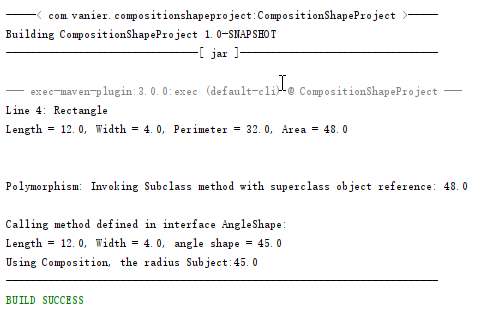 < com.vanier.compositionshapeproject:CompositionShapeProject >
Building CompositionShapeProject 1.0-SNAPSHOT
[ jar ]
exec-maven-plugin:3.0.0:exec (default-cli) @ CompositionShapeProject
Line 4: Rectangle
Length = 12.0, Width = 4.0, Perimeter = 32.0, Area = 48.0
Polymorphism: Invoking Subclass method with superclass object reference: 48.0
Calling method defined in interface AngleShape:
Length = 12.0, Width = 4.0, angle shape = 45.0
Using Composition, the radius Subject:45.0
BUILD SUCCESS